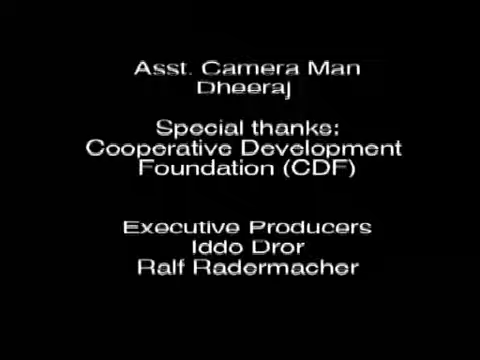 Asst. Camera Man
Dheeraj
Special thanks:
Cooperative Development
Foundation (CDF)
Executive Producers
Iddo Dror
Ralf Radermacher